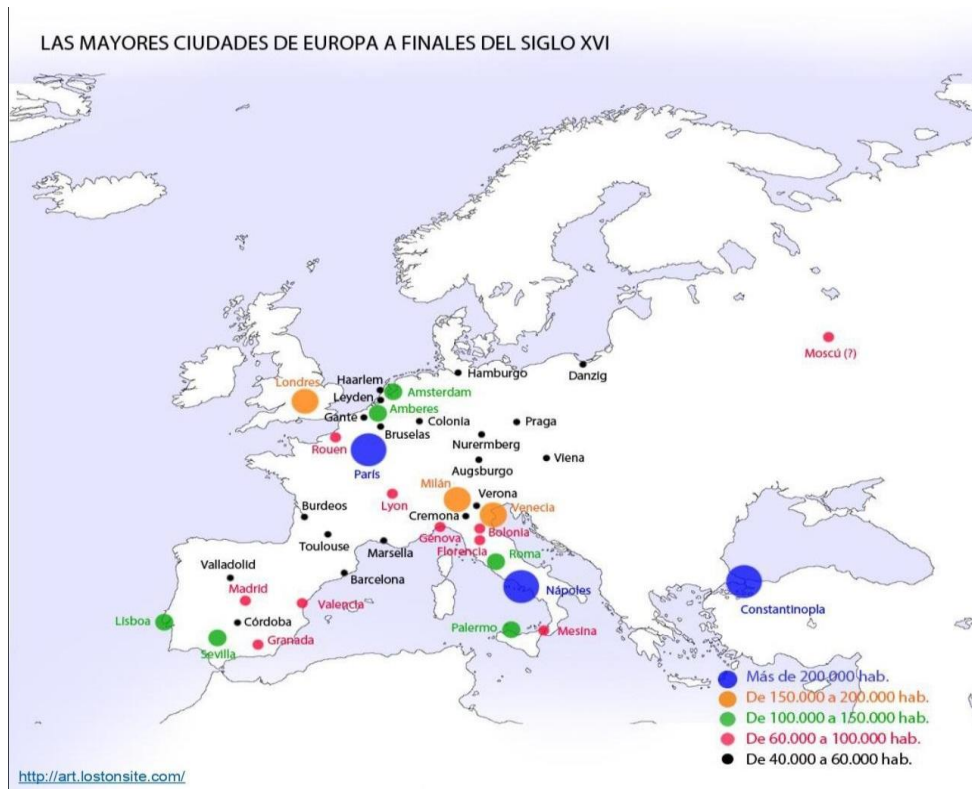 LAS MAYORES CIUDADES DE EUROPA A FINALES DEL SIGLO XVI
Moscú (?)
Hamburgo
Danzig
Haarlem
Londres
Amsterdam
Leyden
Amberes
Gante
Colonia
Praga
Bruselas
Nuremberg
Rouen
Viena
Augsburgo
París
Milán
Verona
Lyon
Burdeos
Venecia
Cremona
Bolonia
Génova
Toulouse
Marsella
Florencia
Roma
Valladolid
Barcelona
Madrid
Nápoles
Valencia
Constantinopla
Lisboa
Córdoba
Palermo
Mesina
Granada
Sevilla
Más de 200.000 hab.
De 150.000 a 200.000 hab.
De 100.000 a 150.000 hab.
De 60.000 a 100.000 hab.
De 40.000 a 60.000 hab.
http://art.lostonsite.com/